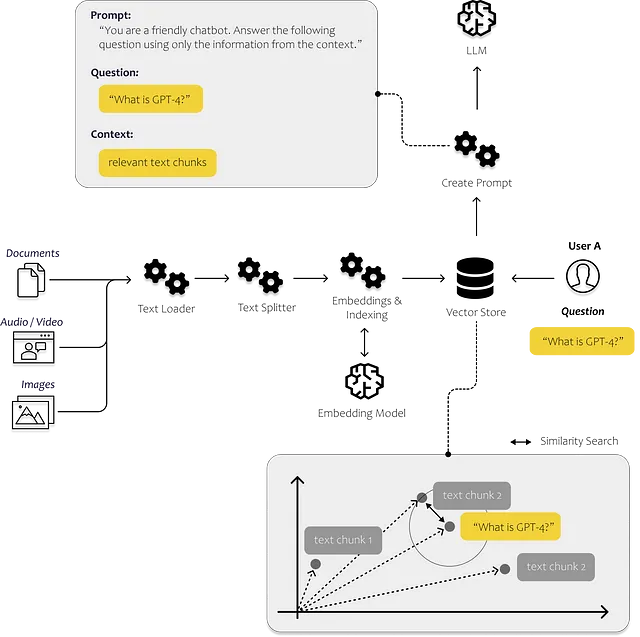 Prompt:
“You are a friendly chatbot. Answer the following
question using only the information from the context.”
Question:
“What is GPT-4?”
Context:
relevant text chunks
LLM
Create Prompt
Documents
Audio / Video
Images
Text Loader
Text Splitter
Embeddings &
Indexing
Embedding Model
Vector Store
User A
Question
“What is GPT-4?”
Similarity Search
text chunk 2
“What is GPT-4?”
text chunk 1
text chunk 2